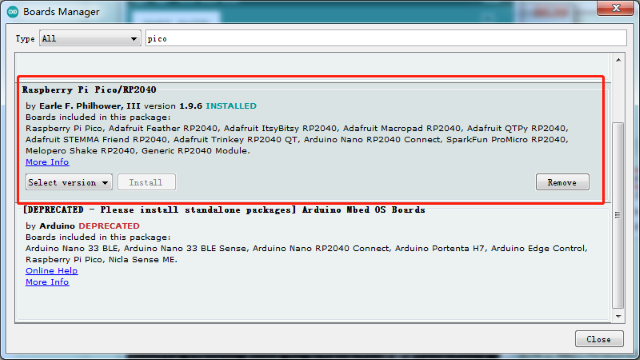 Boards Manager
Type All pico
Raspberry Pi Pico/RP2040
by Earle F. Philhower, III version 1.9.6 INSTALLED
Boards included in this package:
Raspberry Pi Pico, Adafruit Feather RP2040, Adafruit ItsyBitsy RP2040, Adafruit Macropad RP2040, Adafruit QTPy RP2040,
Adafruit STEMMA Friend RP2040, Adafruit Trinkey RP2040 QT, Arduino Nano RP2040 Connect, SparkFun ProMicro RP2040,
Melopero Shake RP2040, Generic RP2040 Module.
More Info
Select version Install Remove
[DEPRECATED - Please install standalone packages] Arduino Mbed OS Boards
by Arduino DEPRECATED
Boards included in this package:
Arduino Nano 33 BLE, Arduino Nano 33 BLE Sense, Arduino Nano RP2040 Connect, Arduino Portenta H7, Arduino Edge Control,
Raspberry Pi Pico, Nicla Sense ME.
Online Help
More Info
Close